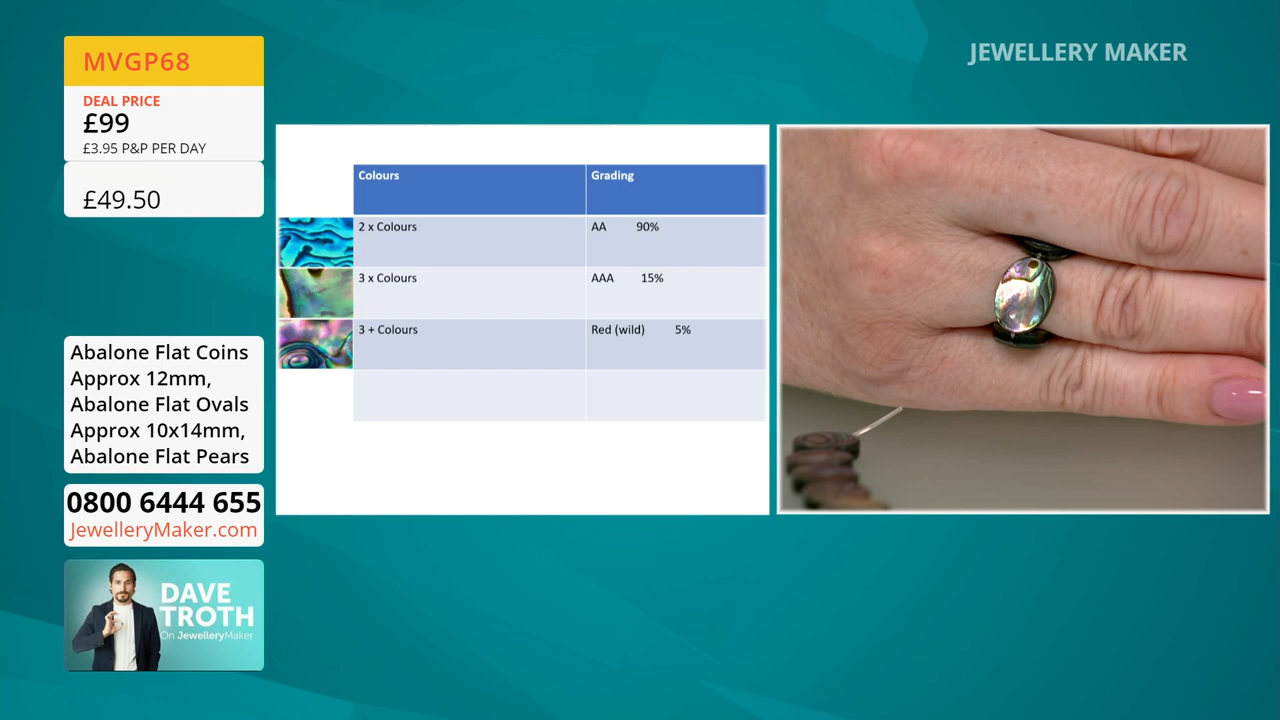 MVGP68
DEAL PRICE
£99
£3.95 P&P PER DAY
£49.50
Abalone Flat Coins
Approx 12mm,
Abalone Flat Ovals
Approx 10x14mm,
Abalone Flat Pears
0800 6444 655
JewelleryMaker.com
DAVE
TROTH
On JewelleryMaker
Colours Grading
2 x Colours AA 90%
3 x Colours AAA 15%
3 + Colours Red (wild) 5%
JEWELLERY MAKER